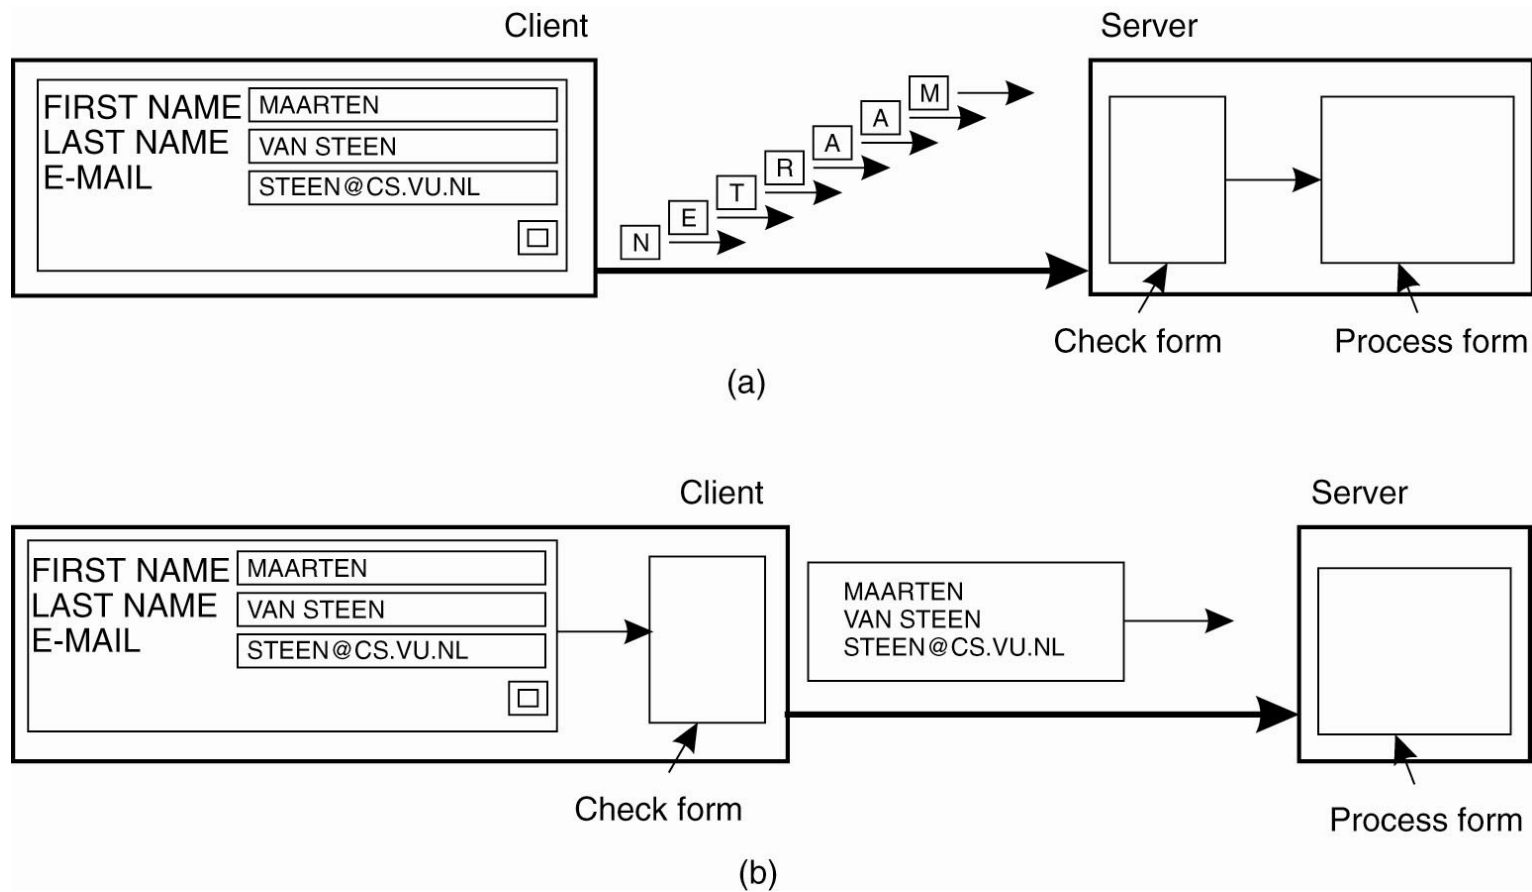 Client
Server
FIRST NAME MAARTEN
LAST NAME VAN STEEN
E-MAIL STEEN@CS.VU.NL
N E T R A A M
Check form
Process form
(a)
Client
Server
FIRST NAME MAARTEN
LAST NAME VAN STEEN
E-MAIL STEEN@CS.VU.NL
MAARTEN
VAN STEEN
STEEN@CS.VU.NL
Check form
Process form
(b)